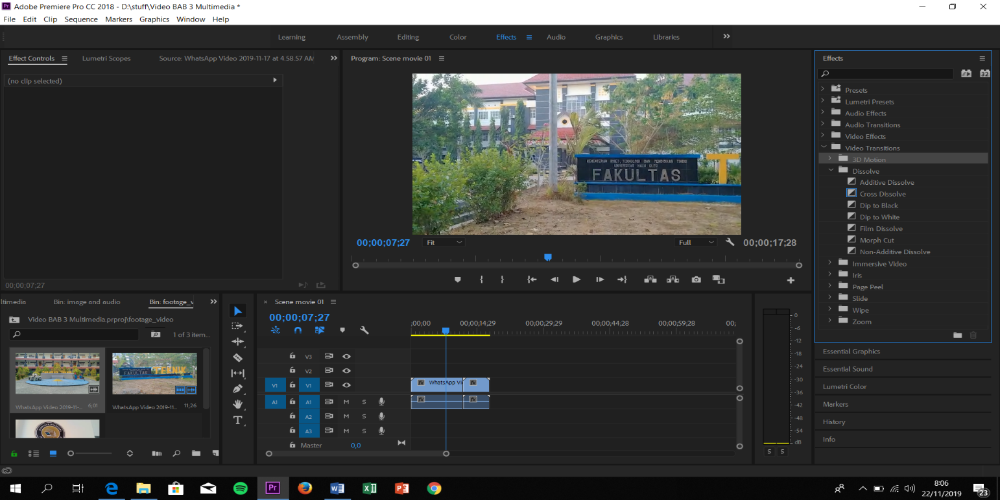 Adobe Premiere Pro CC 2018 - D:\stuff\Video BAB 3 Multimedia *
File Edit Clip Sequence Markers Graphics Window Help
Learning Assembly Editing Color Effects Audio Graphics Libraries
Effect Controls Lumetri Scopes Source: WhatsApp Video 2019-11-17 at 4.58.57 AM
(no clip selected)
00;00;07;27
Program: Scene movie 01
KEMENTERIAN RISET, TEKNOLOGI DAN PENDIDIKAN TINGGI
UNIVERSITAS HALU OLEO
FAKULTAS T
00;00;07;27 Fit Full 00;00;17;28
Effects
32
Presets
Lumetri Presets
Audio Effects
Audio Transitions
Video Effects
Video Transitions
3D Motion
Dissolve
Additive Dissolve
Cross Dissolve
Dip to Black
Dip to White
Film Dissolve
Morph Cut
Non-Additive Dissolve
Immersive Video
Iris
Page Peel
Slide
Wipe
Zoom
Essential Graphics
Essential Sound
Lumetri Color
Markers
History
Info
ltimedia Bin: image and audio Bin: footage_v
Video BAB 3 Multimedia.prproj\footage_video
1 of 3 item...
FAKULTAS TEKNIK
WhatsApp Video 2019-11-... 6;01 WhatsApp Video 2019-11... 11;26
T
× Scene movie 01
00;00;07;27
;00;00 00;00;14;29 00;00;29;29 00;00;44;28 00;00;59;28 00;
V3
V2
V1 V1 fx WhatsApp Vi fx
A1 A1 M S fx fx
A2 M S
A3 M S
Master 0,0
0
-6
-12
-18
-24
-30
-36
-42
-48
-54
dB
S S
Pr
8:06
22/11/2019
23